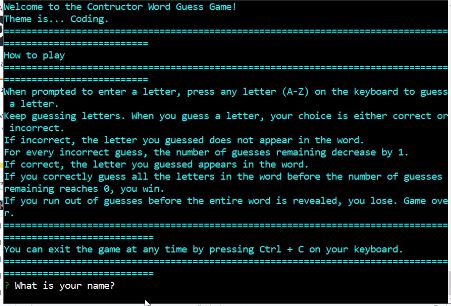 Welcome to the Contructor Word Guess Game!
Theme is... Coding.
==========================================================================
========================
How to play
==========================================================================
========================
When prompted to enter a letter, press any letter (A-Z) on the keyboard to guess
a letter.
Keep guessing letters. When you guess a letter, your choice is either correct or
incorrect.
If incorrect, the letter you guessed does not appear in the word.
For every incorrect guess, the number of guesses remaining decrease by 1.
If correct, the letter you guessed appears in the word.
If you correctly guess all the letters in the word before the number of guesses
remaining reaches 0, you win.
If you run out of guesses before the entire word is revealed, you lose. Game ove
r.
==========================================================================
====================
You can exit the game at any time by pressing Ctrl + C on your keyboard.
==========================================================================
=========================
? What is your name?